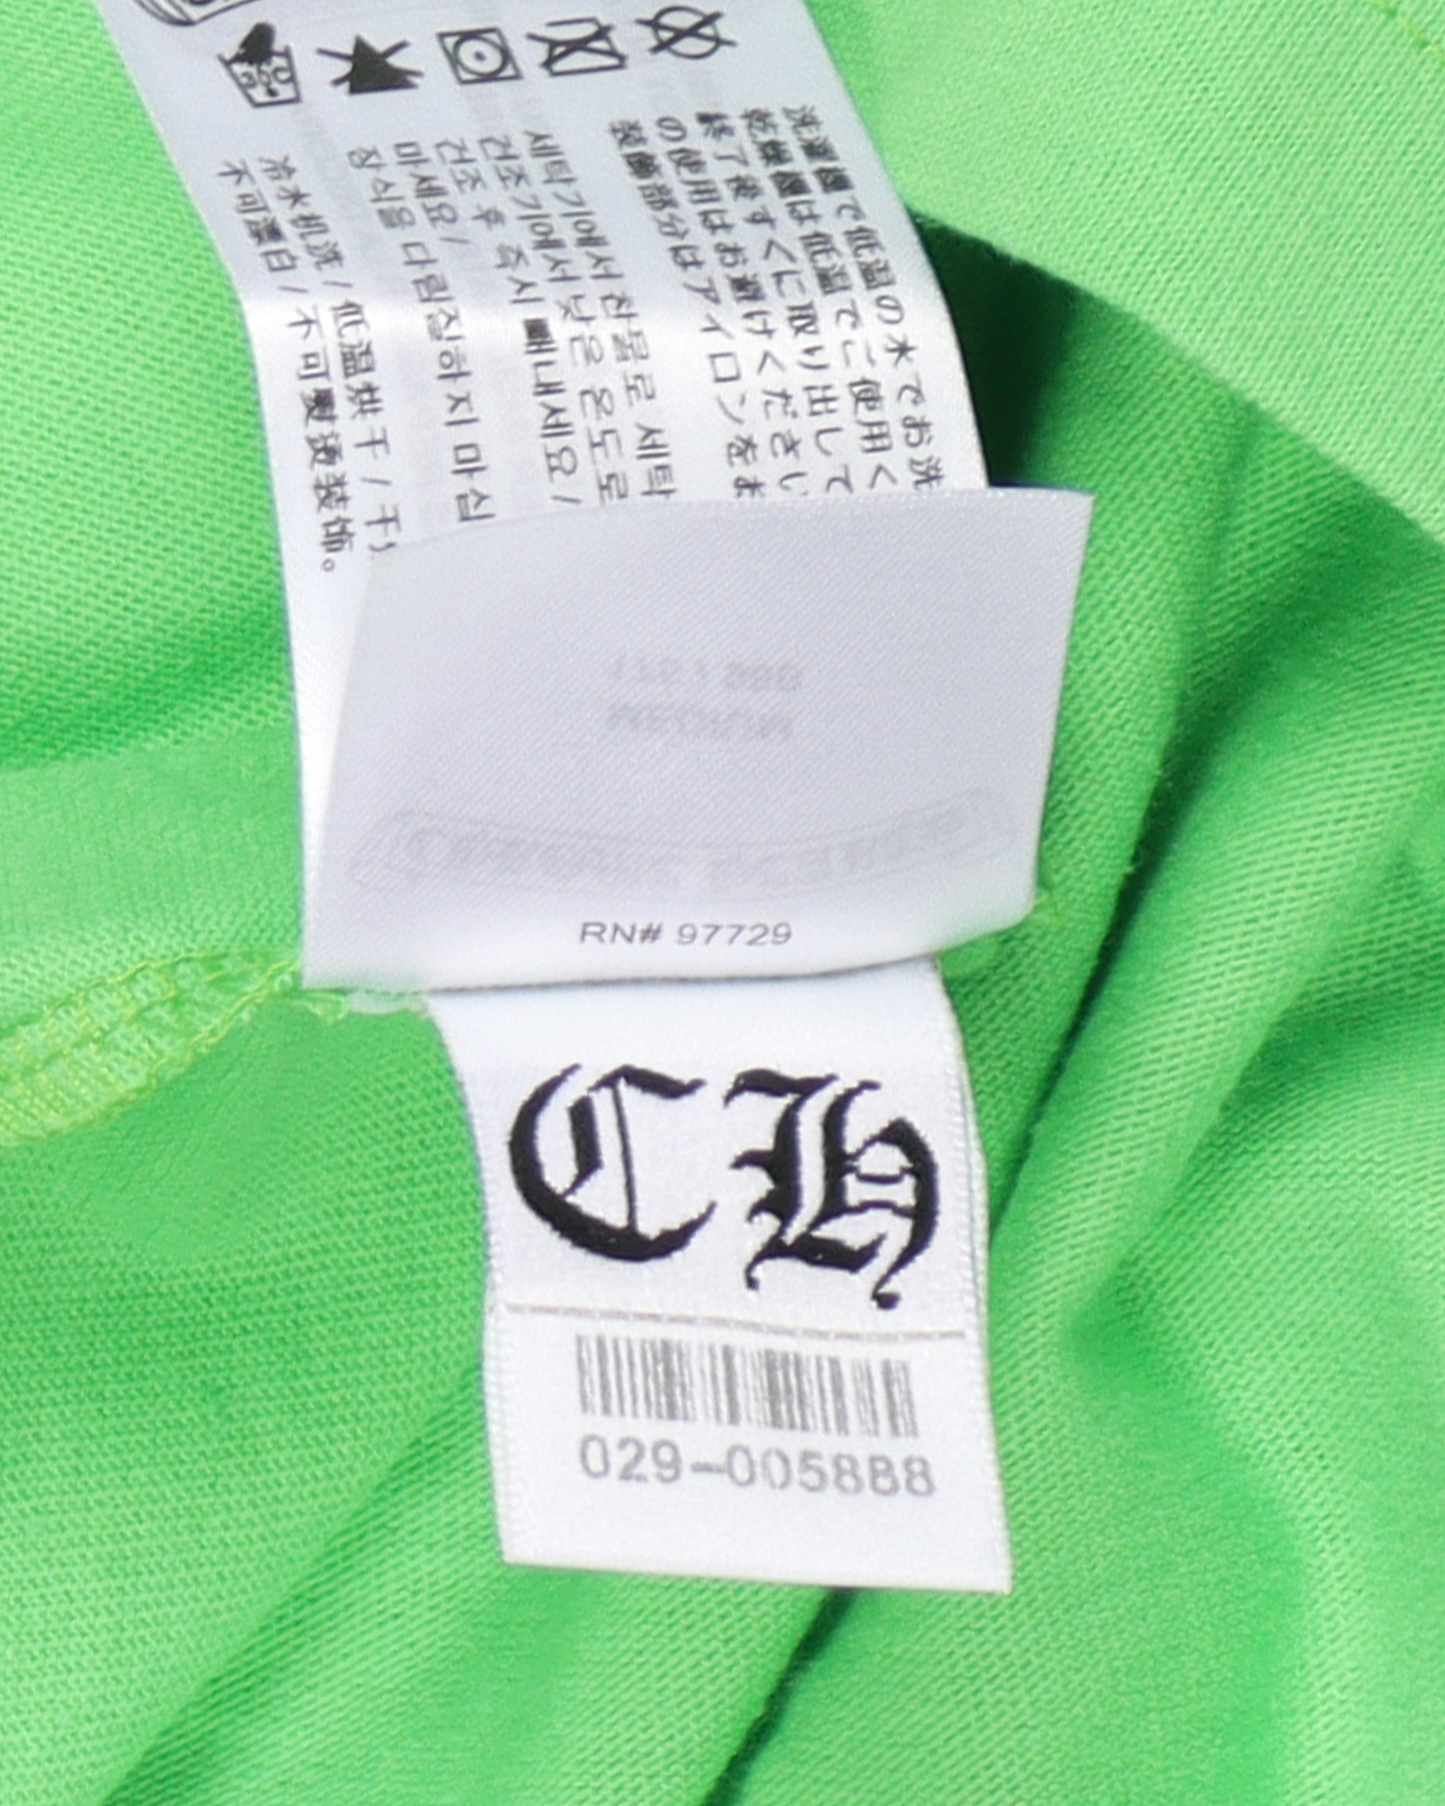 洗濯機で低温の水でお洗
乾燥機は低温でご使用く
終了後すぐに取り出して
の使用はお避けください
装飾部分はアイロンをお
세탁기에서 찬물로 세탁
건조기에서 낮은 온도로
건조 후 즉시 빼내세요 /
마세요 /
장식을 다림질하지 마십
冷水机洗 / 低温烘干 / 干
不可漂白 / 不可熨烫装饰。
RN# 97729
CH
029-005888